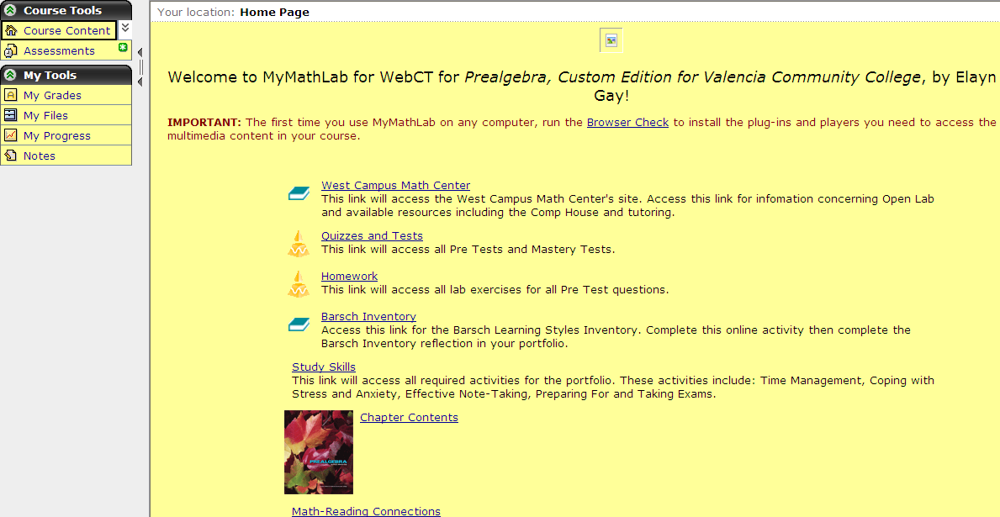 Course Tools
Course Content
Assessments
My Tools
My Grades
My Files
My Progress
Notes
Your location: Home Page
Welcome to MyMathLab for WebCT for Prealgebra, Custom Edition for Valencia Community College, by Elayn
Gay!
IMPORTANT: The first time you use MyMathLab on any computer, run the Browser Check to install the plug-ins and players you need to access the
multimedia content in your course.
West Campus Math Center
This link will access the West Campus Math Center's site. Access this link for infomation concerning Open Lab
and available resources including the Comp House and tutoring.
Quizzes and Tests
This link will access all Pre Tests and Mastery Tests.
Homework
This link will access all lab exercises for all Pre Test questions.
Barsch Inventory
Access this link for the Barsch Learning Styles Inventory. Complete this online activity then complete the
Barsch Inventory reflection in your portfolio.
Study Skills
This link will access all required activities for the portfolio. These activities include: Time Management, Coping with
Stress and Anxiety, Effective Note-Taking, Preparing For and Taking Exams.
Chapter Contents
PREALGEBRA
Math-Reading Connections